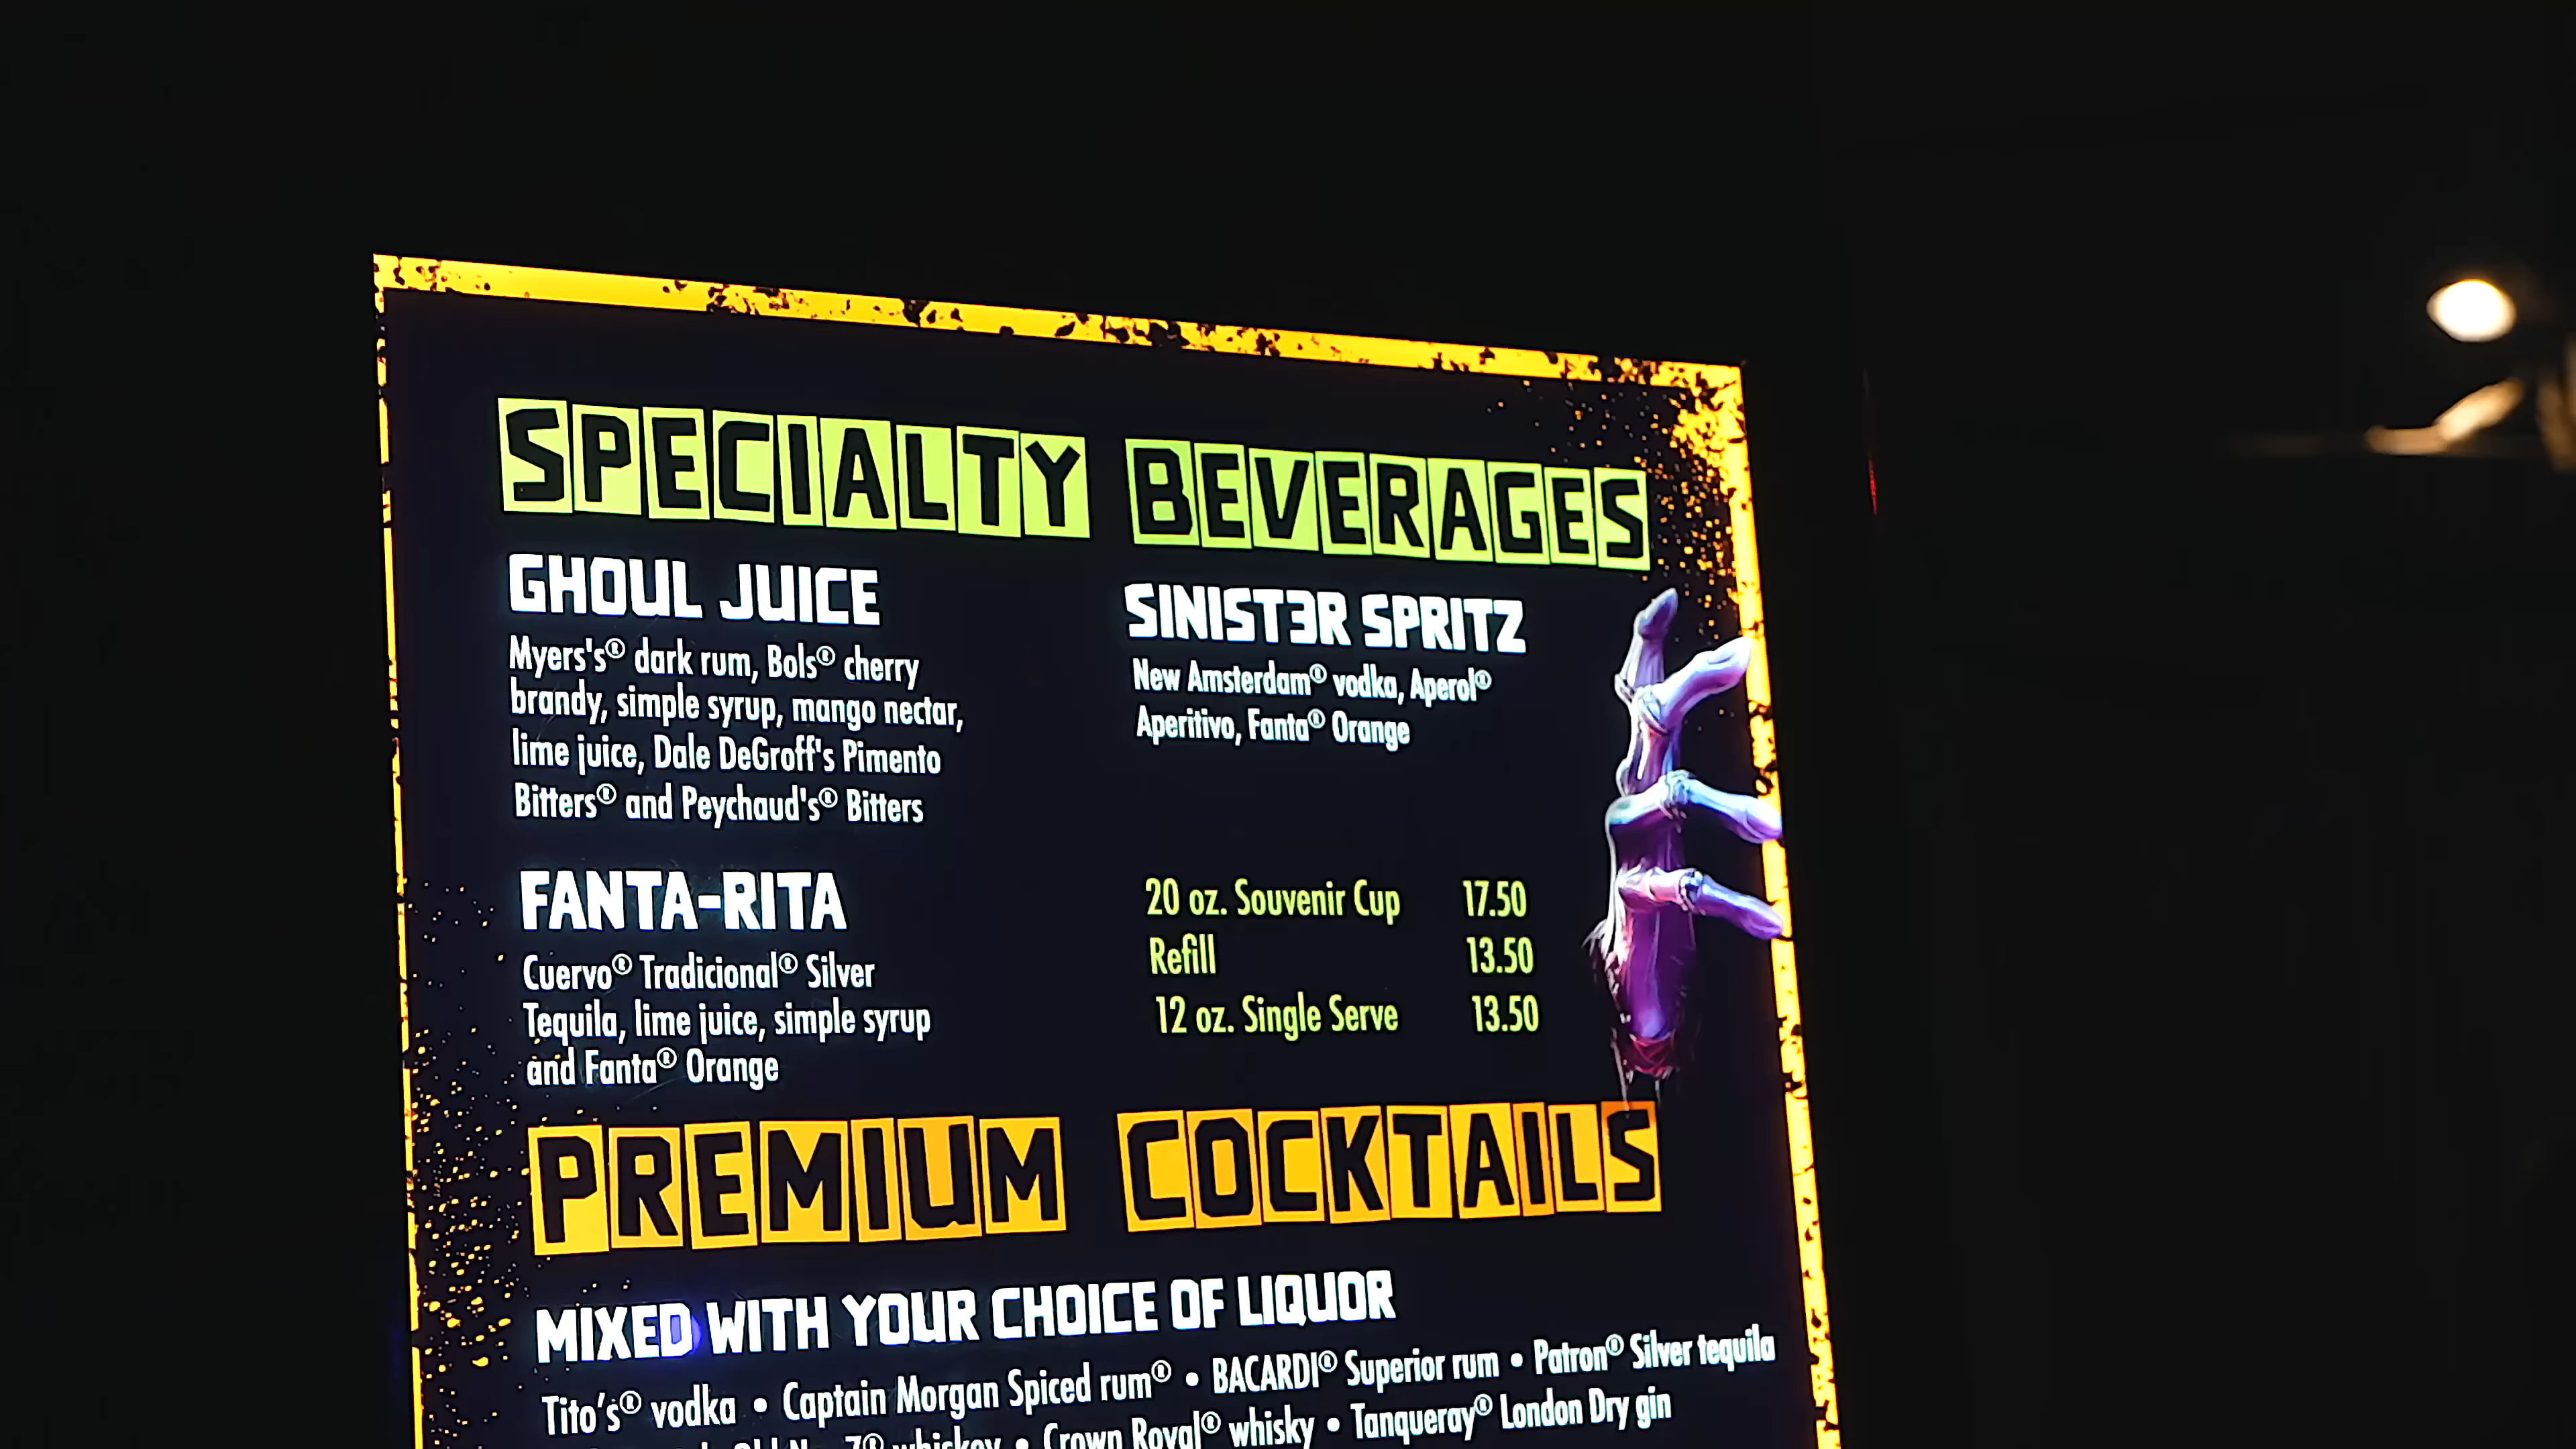 SPECIALTY BEVERAGES
GHOUL JUICE
Myers's® dark rum, Bols® cherry
brandy, simple syrup, mango nectar,
lime juice, Dale DeGroff's Pimento
Bitters® and Peychaud's® Bitters
SINISTER SPRITZ
New Amsterdam® vodka, Aperol®
Aperitivo, Fanta® Orange
FANTA-RITA
Cuervo® Tradicional® Silver
Tequila, lime juice, simple syrup
and Fanta® Orange
20 oz. Souvenir Cup 17.50
Refill 13.50
12 oz. Single Serve 13.50
PREMIUM COCKTAILS
MIXED WITH YOUR CHOICE OF LIQUOR
Tito's® vodka • Captain Morgan Spiced rum® • BACARDI® Superior rum • Patron® Silver tequila
7® whiskey • Crown Royal® whisky • Tanqueray® London Dry gin